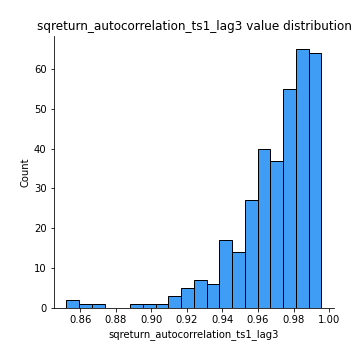 sqreturn_autocorrelation_ts1_lag3 value distribution
60
50
40
30
20
10
0
Count
0.86 0.88 0.90 0.92 0.94 0.96 0.98 1.00
sqreturn_autocorrelation_ts1_lag3